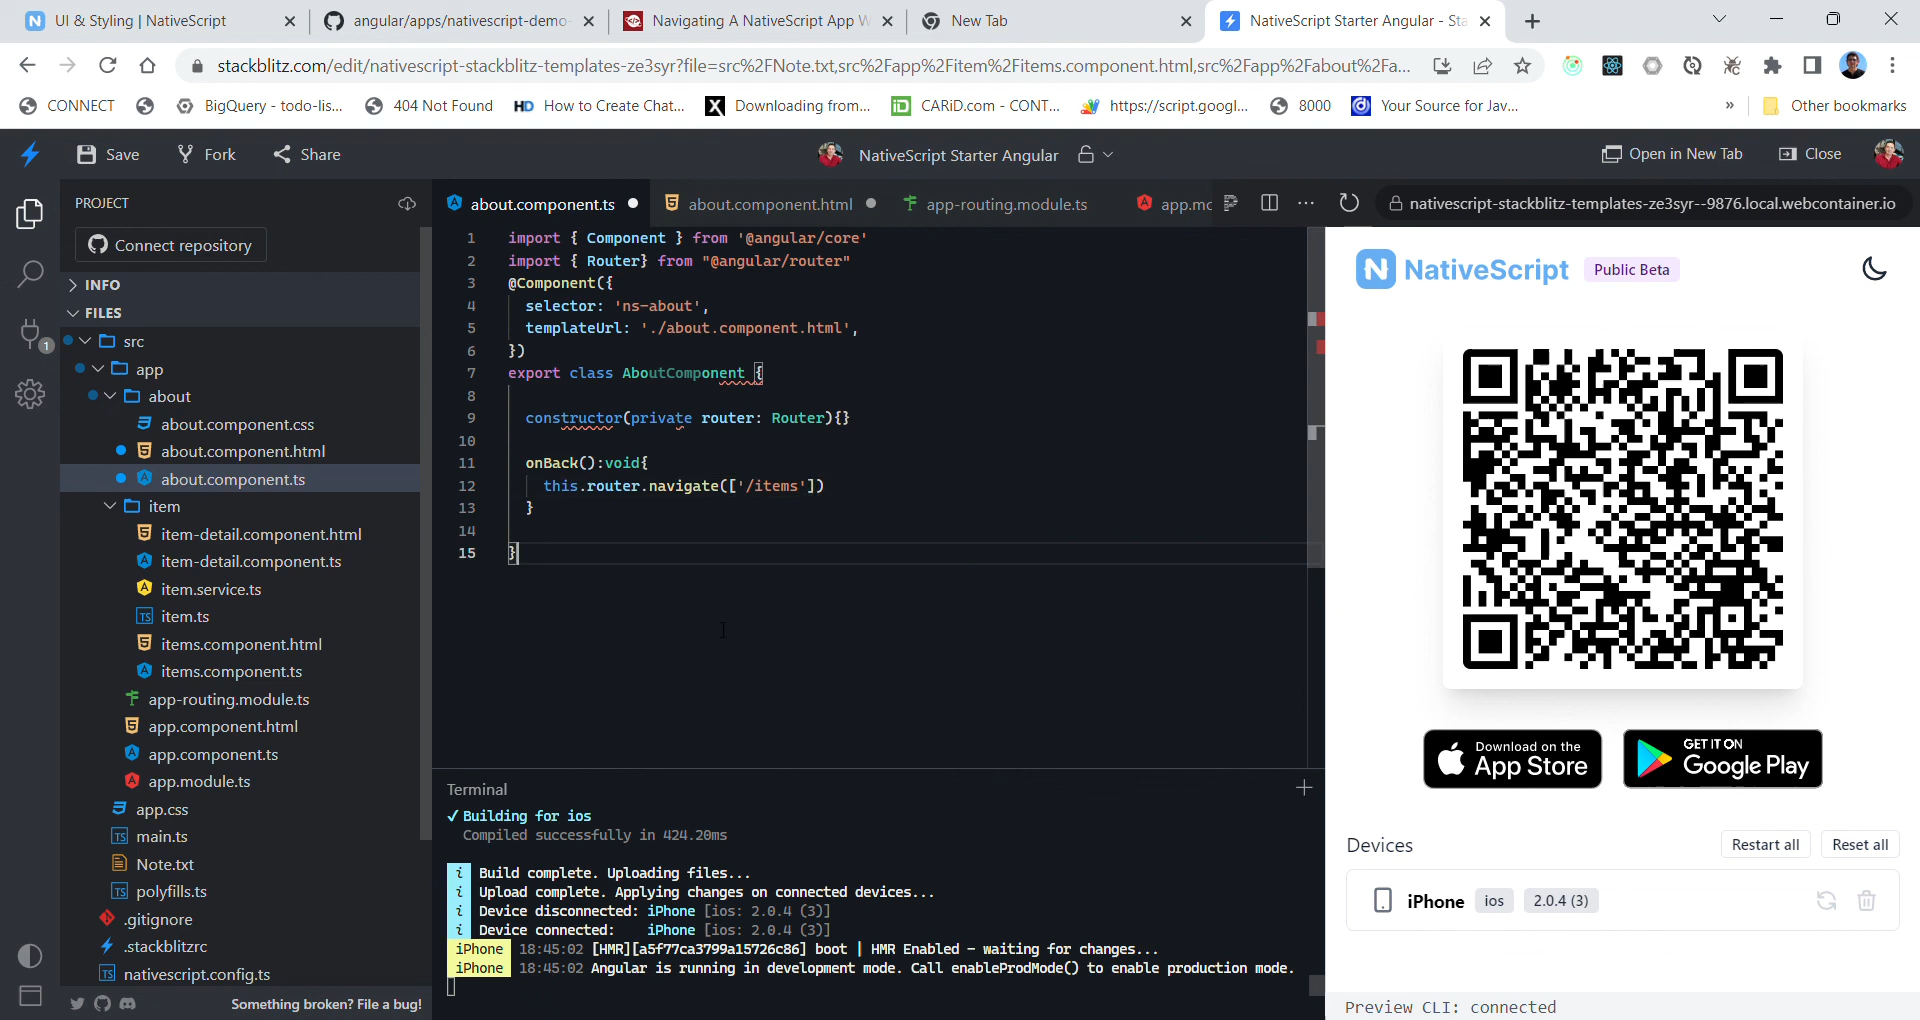 UI & Styling | NativeScript
angular/apps/nativescript-demo-
Navigating A NativeScript App W
New Tab
NativeScript Starter Angular - Sta
stackblitz.com/edit/nativescript-stackblitz-templates-ze3syr?file=src%2FNote.txt,src%2Fapp%2Fitem%2Fitems.component.html,src%2Fapp%2Fabout%2Fa...
CONNECT
BigQuery - todo-lis...
404 Not Found
HD How to Create Chat...
X Downloading from...
iD CARiD.com - CONT...
https://script.googl...
8000
Your Source for Jav...
»
Other bookmarks
Save
Fork
Share
NativeScript Starter Angular
Open in New Tab
Close
PROJECT
about.component.ts
about.component.html
app-routing.module.ts
app.mo
nativescript-stackblitz-templates-ze3syr--9876.local.webcontainer.io
Connect repository
INFO
FILES
src
app
about
about.component.css
about.component.html
about.component.ts
item
item-detail.component.html
item-detail.component.ts
item.service.ts
TS item.ts
items.component.html
items.component.ts
app-routing.module.ts
app.component.html
app.component.ts
app.module.ts
app.css
TS main.ts
Note.txt
TS polyfills.ts
.gitignore
.stackblitzrc
TS nativescript.config.ts
Something broken? File a bug!
1
1 import { Component } from '@angular/core'
2 import { Router} from "@angular/router"
3 @Component({
4 selector: 'ns-about',
5 templateUrl: './about.component.html',
6 })
7 export class AboutComponent {
8
9 constructor(private router: Router){}
10
11 onBack():void{
12 this.router.navigate(['/items'])
13 }
14
15 }
Terminal
✓ Building for ios
Compiled successfully in 424.20ms
i Build complete. Uploading files...
i Upload complete. Applying changes on connected devices...
i Device disconnected: iPhone [ios: 2.0.4 (3)]
i Device connected: iPhone [ios: 2.0.4 (3)]
iPhone 18:45:02 [HMR][a5f77ca3799a15726c86] boot | HMR Enabled - waiting for changes...
iPhone 18:45:02 Angular is running in development mode. Call enableProdMode() to enable production mode.
N NativeScript Public Beta
Download on the
App Store
GET IT ON
Google Play
Devices
Restart all
Reset all
iPhone ios 2.0.4 (3)
Preview CLI: connected